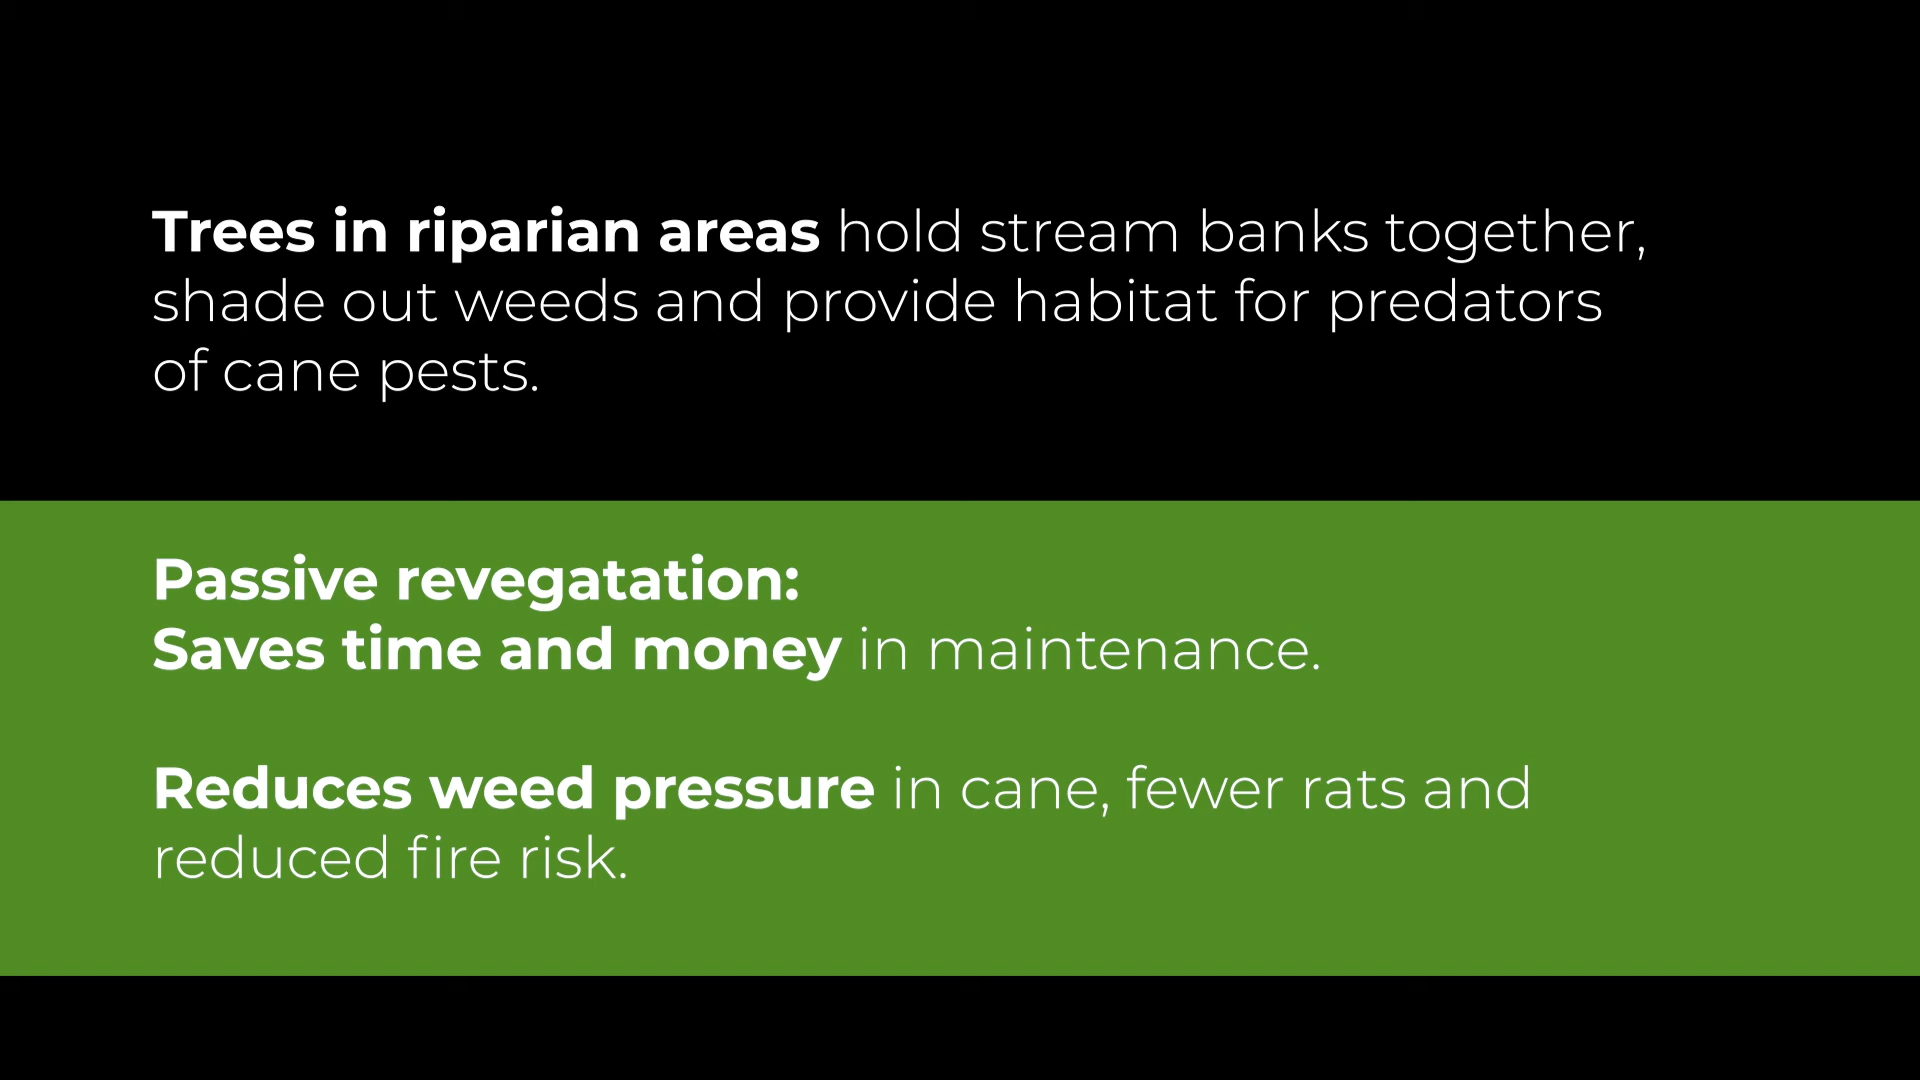 Trees in riparian areas hold stream banks together,
shade out weeds and provide habitat for predators
of cane pests.
Passive revegatation:
Saves time and money in maintenance.
Reduces weed pressure in cane, fewer rats and
reduced fire risk.